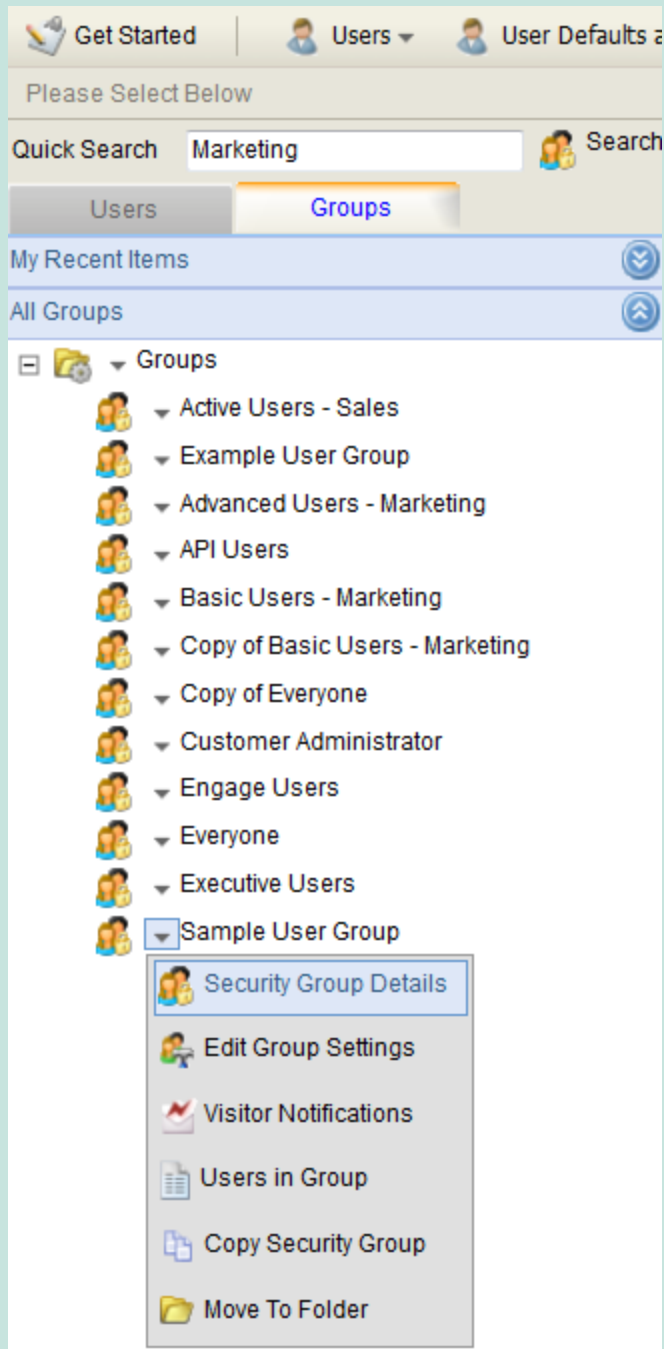 Get Started Users User Defaults a
Please Select Below
Quick Search Marketing Search
Users Groups
My Recent Items
All Groups
Groups
Active Users - Sales
Example User Group
Advanced Users - Marketing
API Users
Basic Users - Marketing
Copy of Basic Users - Marketing
Copy of Everyone
Customer Administrator
Engage Users
Everyone
Executive Users
Sample User Group
Security Group Details
Edit Group Settings
Visitor Notifications
Users in Group
Copy Security Group
Move To Folder